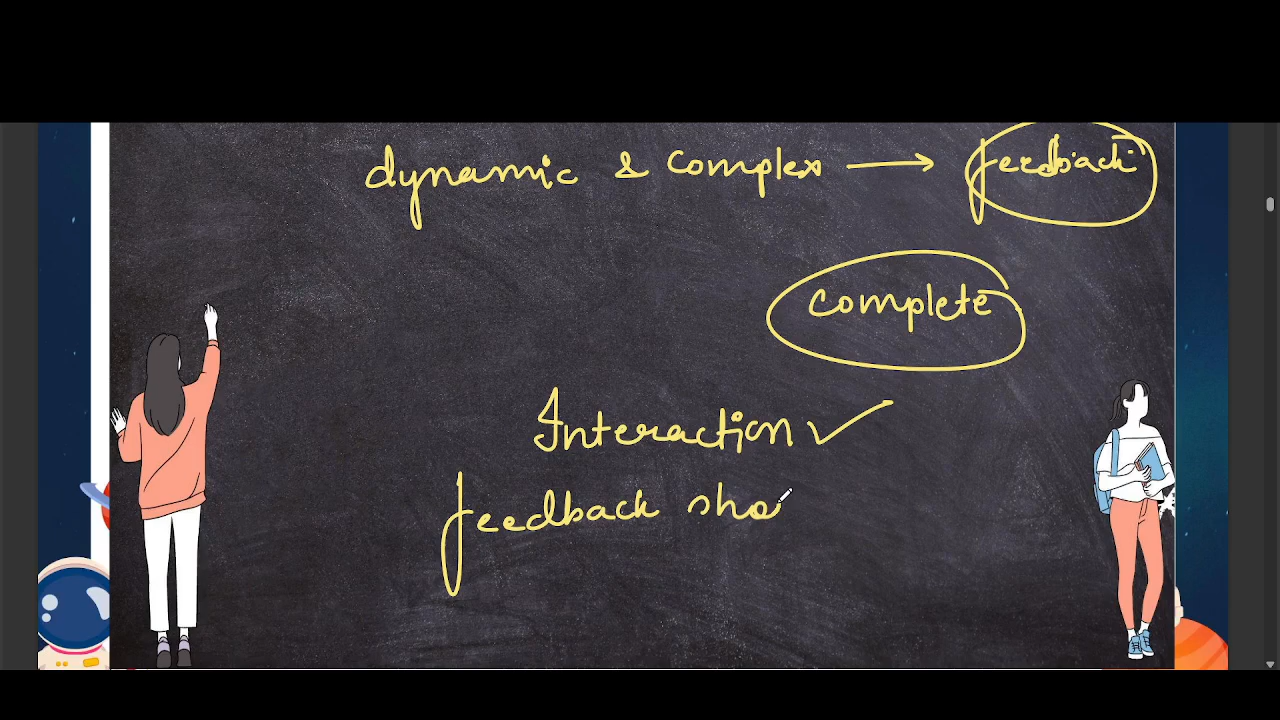 dynamic & complex → feedback
complete
Interaction ✓
feedback sho